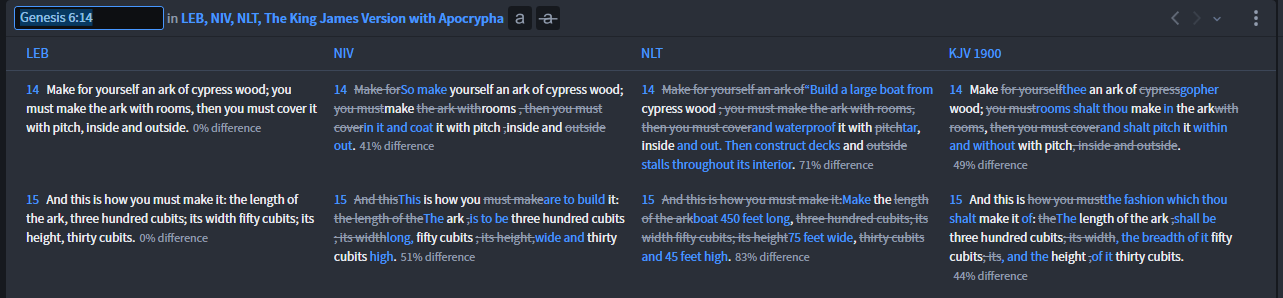 Genesis 6:14 in LEB, NIV, NLT, The King James Version with Apocrypha a a
LEB
14 Make for yourself an ark of cypress wood; you
must make the ark with rooms, then you must cover it
with pitch, inside and outside. 0% difference
15 And this is how you must make it: the length of
the ark, three hundred cubits; its width fifty cubits; its
height, thirty cubits. 0% difference
NIV
14 Make forSo make yourself an ark of cypress wood;
you mustmake the ark withrooms , then you must
coverin it and coat it with pitch ,inside and outside
out. 41% difference
15 And thisThis is how you must makeare to build it:
the length of theThe ark ,is to be three hundred cubits
; its widthlong, fifty cubits ; its height,wide and thirty
cubits high. 51% difference
NLT
14 Make for yourself an ark of“Build a large boat from
cypress wood ; you must make the ark with rooms,
then you must coverand waterproof it with pitchtar,
inside and out. Then construct decks and outside
stalls throughout its interior. 71% difference
15 And this is how you must make it:Make the length
of the arkboat 450 feet long, three hundred cubits; its
width fifty cubits; its height75 feet wide, thirty cubits
and 45 feet high. 83% difference
KJV 1900
14 Make for yourselfthee an ark of cypressgopher
wood; you mustrooms shalt thou make in the arkwith
rooms, then you must coverand shalt pitch it within
and without with pitch, inside and outside.
49% difference
15 And this is how you mustthe fashion which thou
shalt make it of: theThe length of the ark ,shall be
three hundred cubits; its width, the breadth of it fifty
cubits; its, and the height ,of it thirty cubits.
44% difference